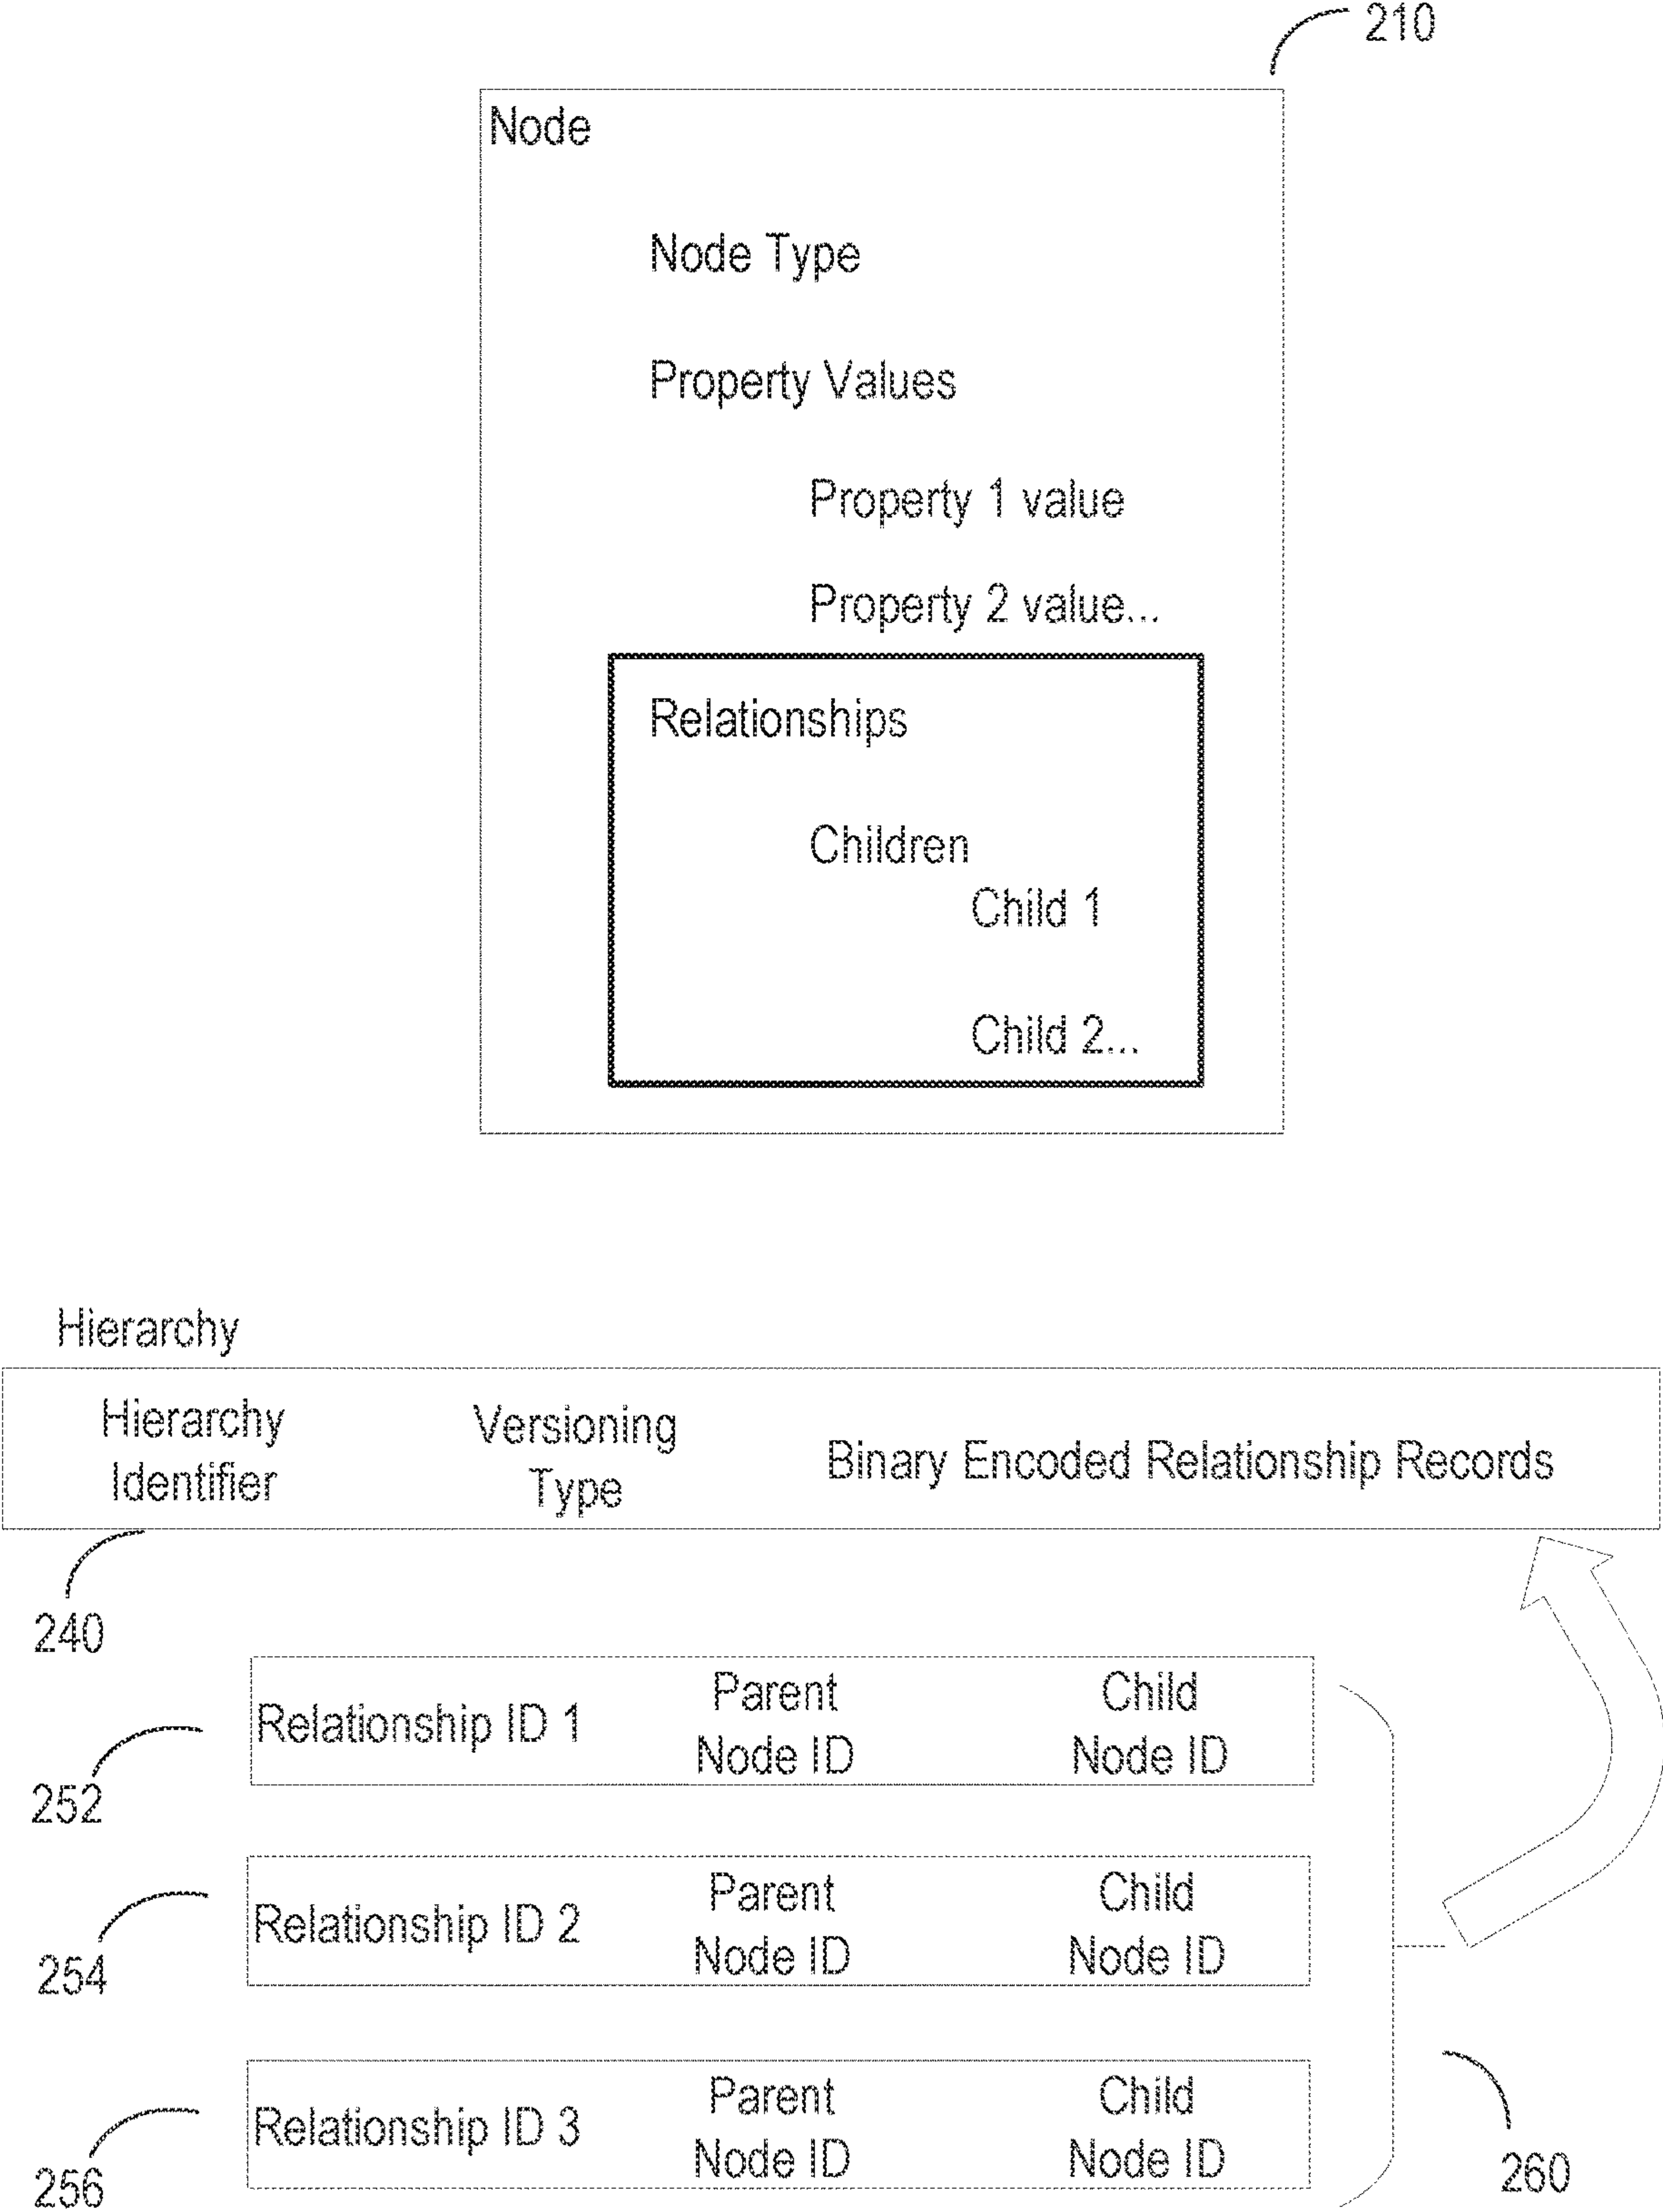 210
Node
Node Type
Property Values
Property 1 value
Property 2 value...
Relationships
Children
Child 1
Child 2...
Hierarchy
Hierarchy
Identifier
Versioning
Type
Binary Encoded Relationship Records
240
Relationship ID 1
Parent
Node ID
Child
Node ID
252
Relationship ID 2
Parent
Node ID
Child
Node ID
254
Relationship ID 3
Parent
Node ID
Child
Node ID
256
260